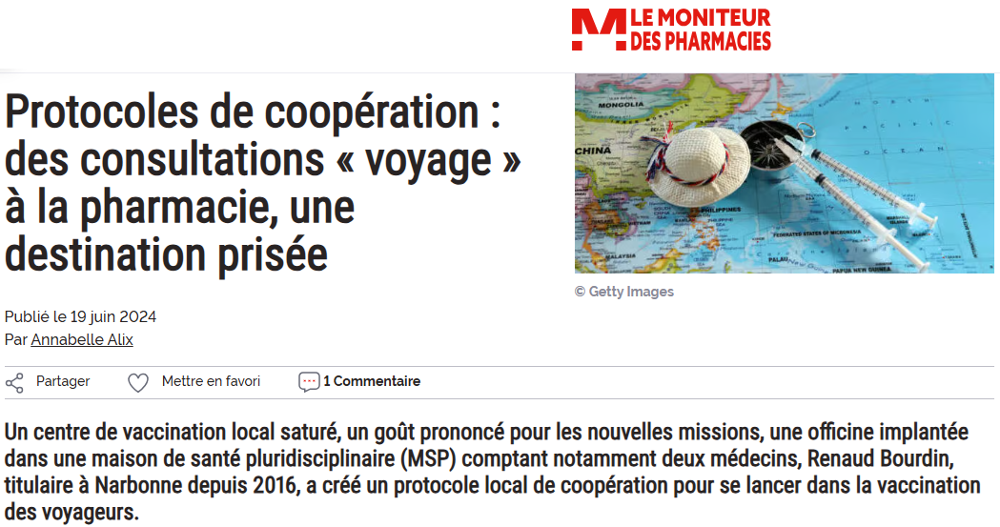 LE MONITEUR
DES PHARMACIES
Protocoles de coopération :
des consultations « voyage »
à la pharmacie, une
destination prisée
MONGOLIA
CHINA
PHILIPPINES
FEDERATED STATES OF MICRONESIA
MALAYSIA
PALAU
PAPUA NEW GUINEA
PACIFIC
OCEAN
© Getty Images
Publié le 19 juin 2024
Par Annabelle Alix
Partager
Mettre en favori
1 Commentaire
Un centre de vaccination local saturé, un goût prononcé pour les nouvelles missions, une officine implantée
dans une maison de santé pluridisciplinaire (MSP) comptant notamment deux médecins, Renaud Bourdin,
titulaire à Narbonne depuis 2016, a créé un protocole local de coopération pour se lancer dans la vaccination
des voyageurs.